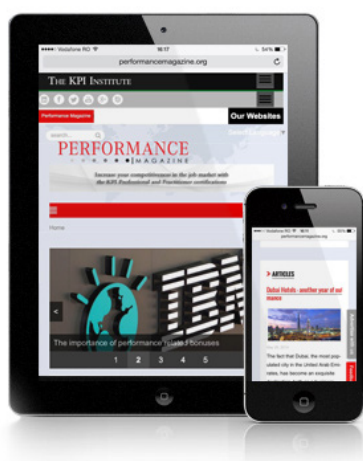 Vodafone RO 16:17 54%
performancemagazine.org
THE KPI INSTITUTE
Performance Magazine
Our Websites
search...
Select Language
PERFORMANCE
MAGAZINE
Increase your competitiveness in the job market with
the KPI Professional and Practitioner certifications
Home
IBM
<
The importance of performance related bonuses
1 2 3 4 5
performancemagazine.org
> ARTICLES
Dubai Hotels - another year of
mance
The fact that Dubai, the most pop-
ulated city in the United Arab Emi-
rates, has become an exquisite